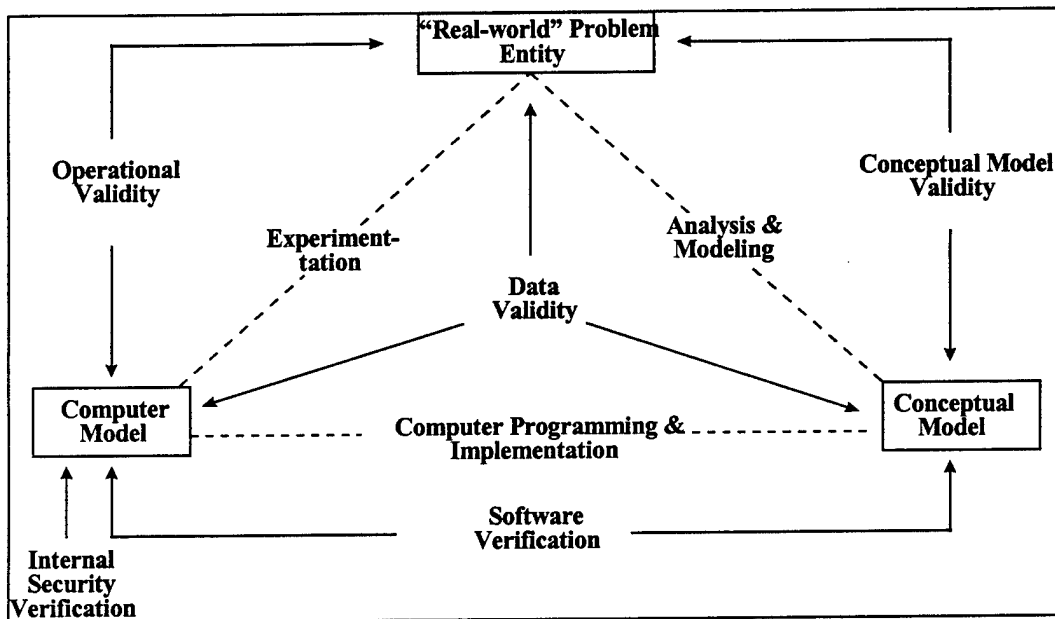 “Real-world” Problem
Entity
Operational
Validity
Conceptual Model
Validity
Experiment-
tation
Analysis &
Modeling
Data
Validity
Computer
Model
Conceptual
Model
Computer Programming &
Implementation
Software
Verification
Internal
Security
Verification